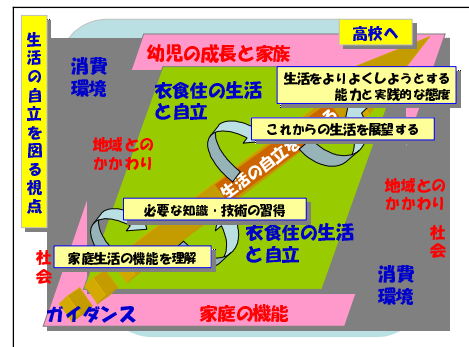 生活の自立を図る視点
高校へ
幼児の成長と家族
消費
環境
衣食住の生活
と自立
生活をよりよくしようとする
能力と実践的な態度
これからの生活を展望する
地域との
かかわり
生活の自立を
る
地域との
かかわり
必要な知識・技術の習得
衣食住の生活
と自立
社
会
社
会
家庭生活の機能を理解
消費
環境
ガイダンス
家庭の機能